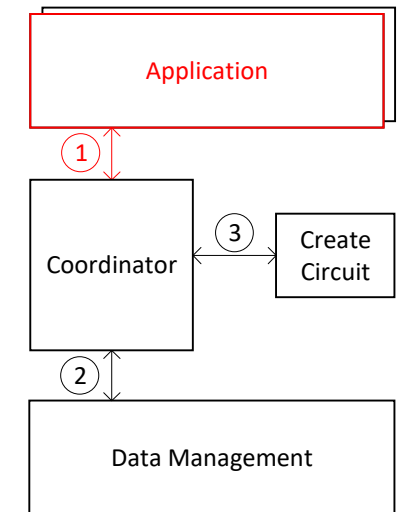 Application
1
3
Create
Circuit
Coordinator
2
Data Management